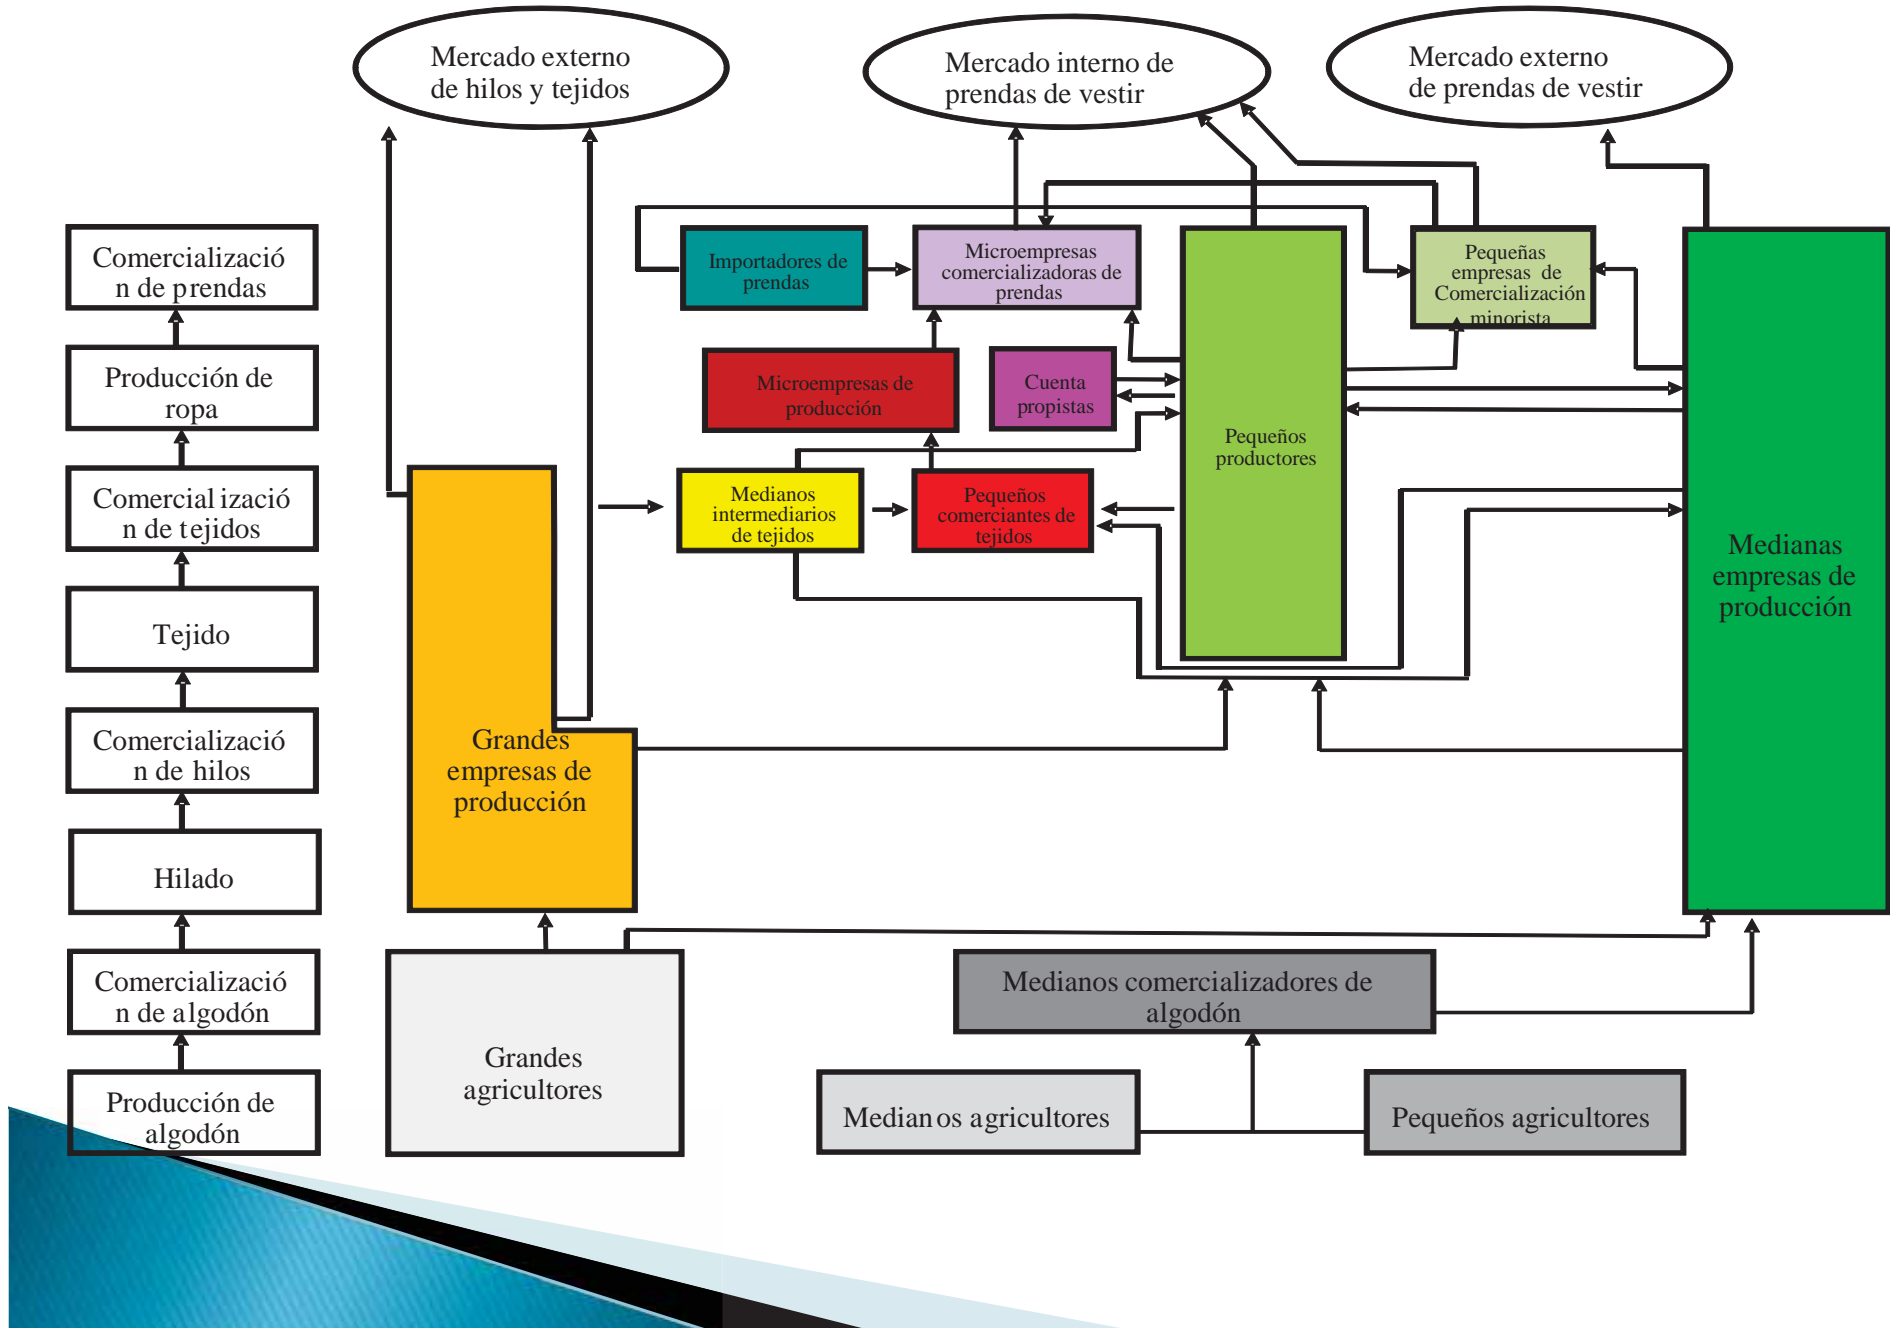 Mercado externo
de hilos y tejidos
Mercado interno de
prendas de vestir
Mercado externo
de prendas de vestir
Comercializació
n de prendas
Producción de
ropa
Comercializació
n de tejidos
Tejido
Comercializació
n de hilos
Hilado
Comercializació
n de algodón
Producción de
algodón
Importadores de
prendas
Microempresas
comercializadoras de
prendas
Pequeñas
empresas de
Comercialización
minorista
Microempresas de
producción
Cuenta
propistas
Medianos
intermediarios
de tejidos
Pequeños
comerciantes de
tejidos
Pequeños
productores
Medianas
empresas de
producción
Grandes
empresas de
producción
Grandes
agricultores
Medianos comercializadores de
algodón
Medianos agricultores
Pequeños agricultores